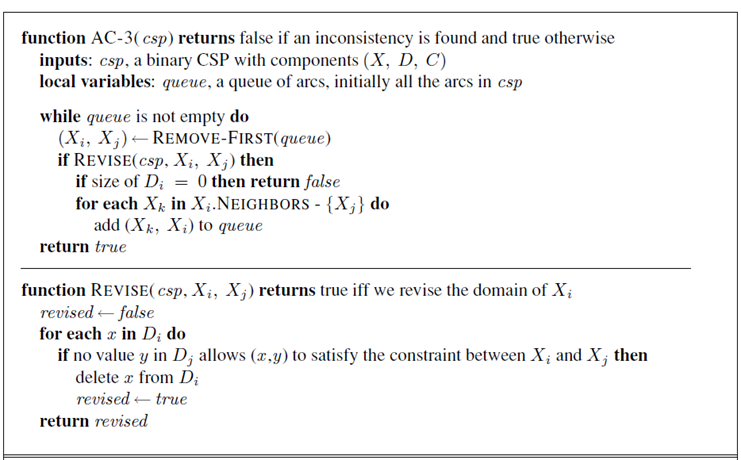 function AC-3( csp) returns false if an inconsistency is found and true otherwise
inputs: csp, a binary CSP with components (X, D, C)
local variables: queue, a queue of arcs, initially all the arcs in csp
while queue is not empty do
(Xi, Xj) ← REMOVE-FIRST(queue)
if REVISE(csp, Xi, Xj) then
if size of Di = 0 then return false
for each Xk in Xi.NEIGHBORS - {Xj} do
add (Xk, Xi) to queue
return true
function REVISE( csp, Xi, Xj) returns true iff we revise the domain of Xi
revised ← false
for each x in Di do
if no value y in Dj allows (x,y) to satisfy the constraint between Xi and Xj then
delete x from Di
revised ← true
return revised